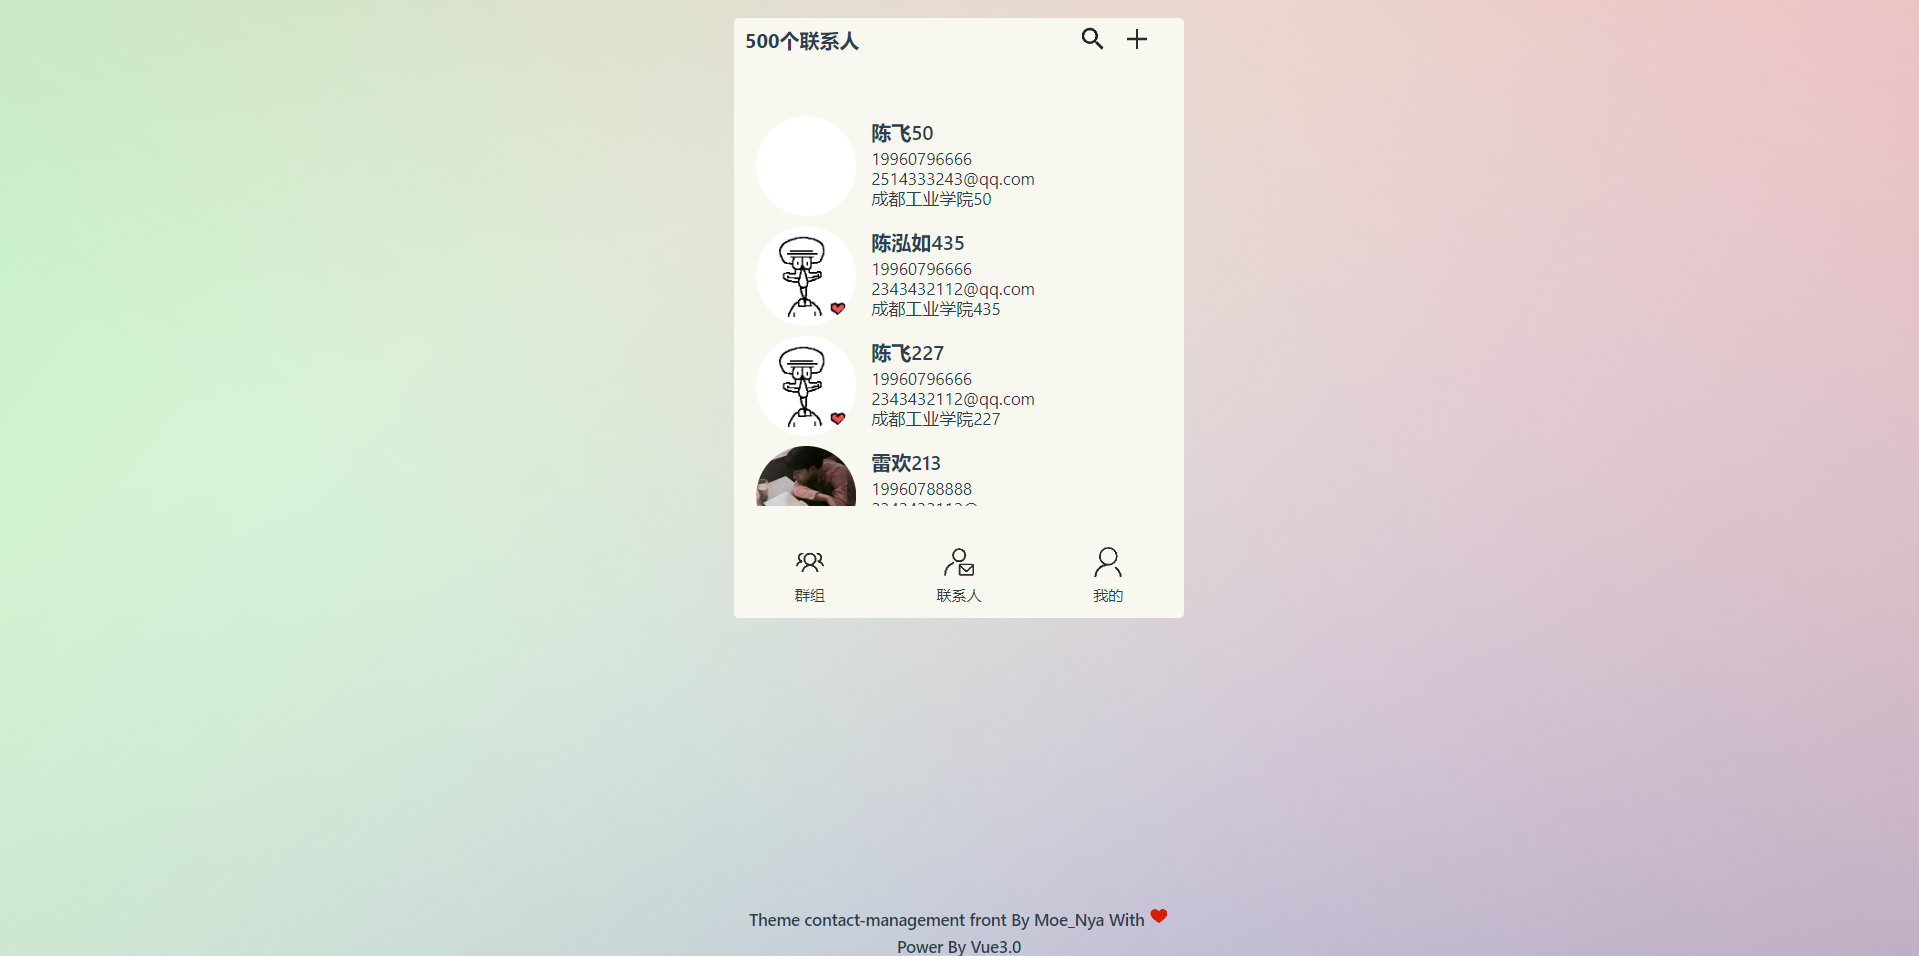 500个联系人
陈飞50
19960796666
2514333243@qq.com
成都工业学院50
陈泓如435
19960796666
2343432112@qq.com
成都工业学院435
陈飞227
19960796666
2343432112@qq.com
成都工业学院227
雷欢213
19960788888
群组
联系人
我的
Theme contact-management front By Moe_Nya With
Power By Vue3.0